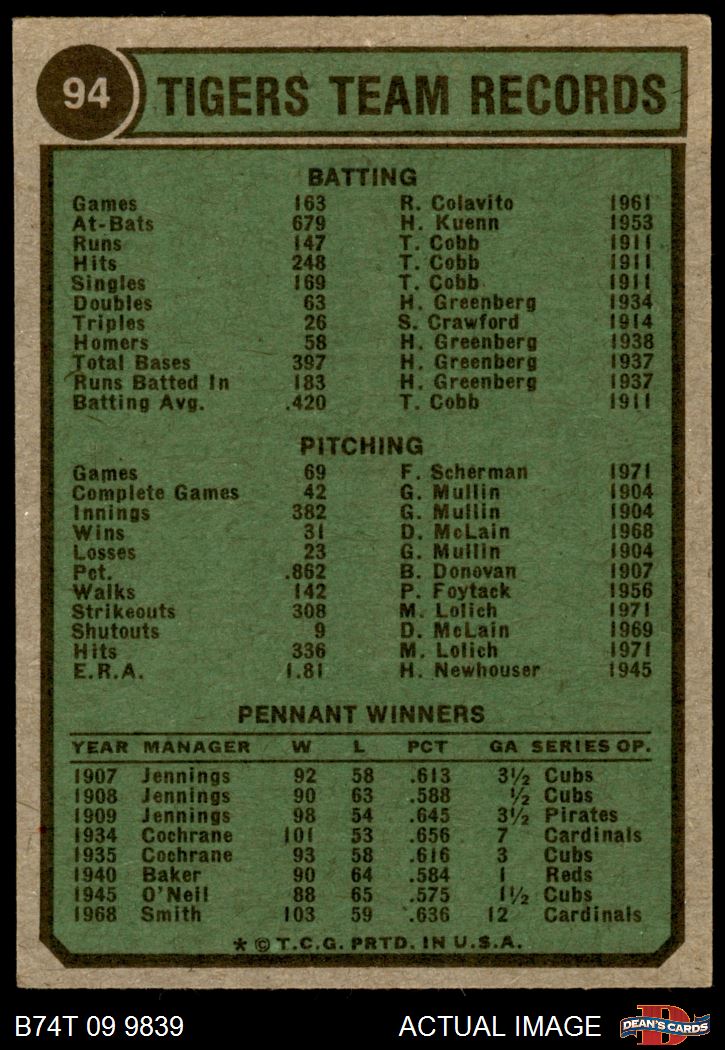 94 TIGERS TEAM RECORDS
BATTING
Games 163 R. Colavito 1961
At-Bats 679 H. Kuenn 1953
Runs 147 T. Cobb 1911
Hits 248 T. Cobb 1911
Singles 169 T. Cobb 1911
Doubles 63 H. Greenberg 1934
Triples 26 S. Crawford 1914
Homers 58 H. Greenberg 1938
Total Bases 397 H. Greenberg 1937
Runs Batted In 183 H. Greenberg 1937
Batting Avg. .420 T. Cobb 1911
PITCHING
Games 69 F. Scherman 1971
Complete Games 42 G. Mullin 1904
Innings 382 G. Mullin 1904
Wins 31 D. McLain 1968
Losses 23 G. Mullin 1904
Pct. .862 B. Donovan 1907
Walks 142 P. Foytack 1956
Strikeouts 308 M. Lolich 1971
Shutouts 9 D. McLain 1969
Hits 336 M. Lolich 1971
E.R.A. 1.81 H. Newhouser 1945
PENNANT WINNERS
YEAR MANAGER W L PCT GA SERIES OP.
1907 Jennings 92 58 .613 3½ Cubs
1908 Jennings 90 63 .588 ½ Cubs
1909 Jennings 98 54 .645 3½ Pirates
1934 Cochrane 101 53 .656 7 Cardinals
1935 Cochrane 93 58 .616 3 Cubs
1940 Baker 90 64 .584 1 Reds
1945 O'Neil 88 65 .575 1½ Cubs
1968 Smith 103 59 .636 12 Cardinals
* © T.C.G. PRTD. IN U.S.A.
B74T 09 9839 ACTUAL IMAGE D DEAN'S CARDS